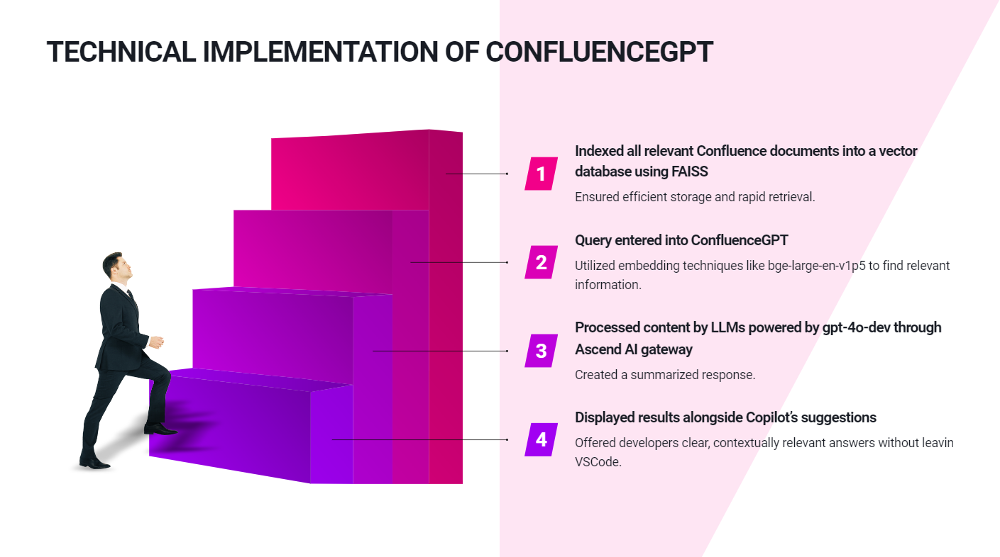 TECHNICAL IMPLEMENTATION OF CONFLUENCEGPT
1
Indexed all relevant Confluence documents into a vector
database using FAISS
Ensured efficient storage and rapid retrieval.
2
Query entered into ConfluenceGPT
Utilized embedding techniques like bge-large-en-v1p5 to find relevant
information.
3
Processed content by LLMs powered by gpt-4o-dev through
Ascend AI gateway
Created a summarized response.
4
Displayed results alongside Copilot’s suggestions
Offered developers clear, contextually relevant answers without leavin
VSCode.